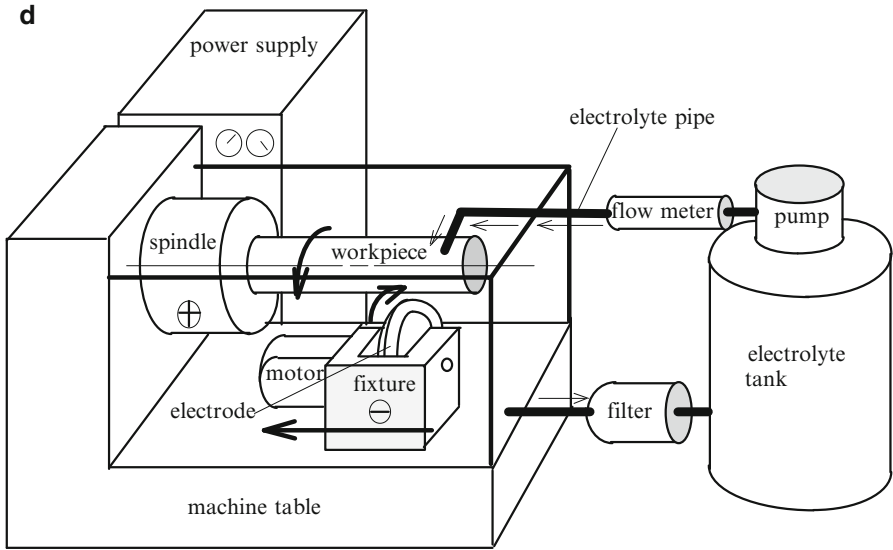 d
power supply
electrolyte pipe
flow meter
pump
spindle
workpiece
+
electrolyte
tank
motor
fixture
electrode
−
filter
machine table